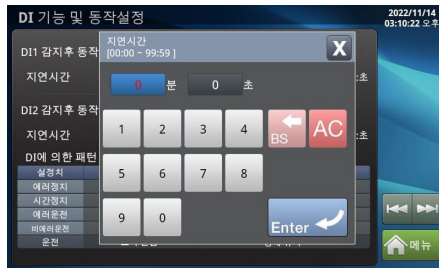 DI 기능 및 동작설정
2022/11/14
03:10:22 오후
DI1 감지후 동작
지연시간
[00:00 ~ 99:59 ]
X
지연시간
:초
0 분 0 초
DI2 감지후 동작
지연시간
:초
1 2 3 4 BS AC
DI에 의한 패턴
설정치
에러정지
시간정지
에러운전
비에러운전
운전
5 6 7 8
9 0 Enter
메뉴